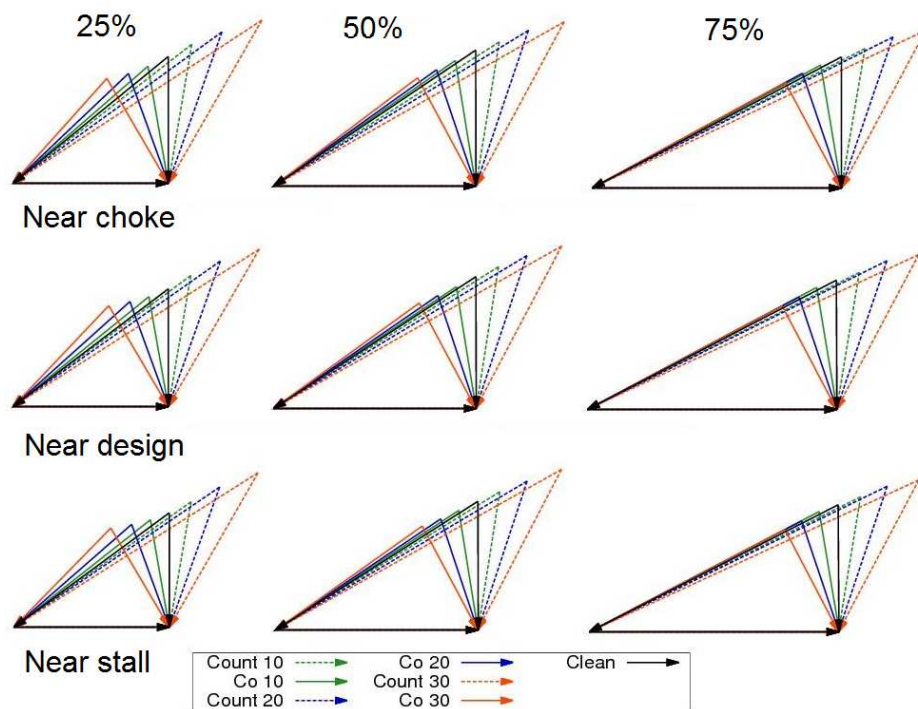 25% 50% 75%
Near choke
Near design
Near stall
Count 10 Co 20 Clean
Co 10 Count 30
Count 20 Co 30